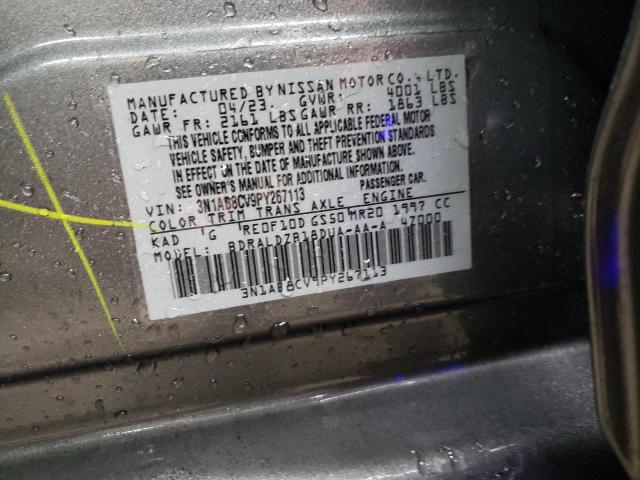 MANUFACTURED BY NISSAN MOTOR CO., LTD.
DATE: 04/23. GVWR: 4001 LBS
GAWR FR: 2161 LBS GAWR RR: 1863 LBS
THIS VEHICLE CONFORMS TO ALL APPLICABLE FEDERAL MOTOR
VEHICLE SAFETY, BUMPER AND THEFT PREVENTION STANDARDS
IN EFFECT ON THE DATE OF MANUFACTURE SHOWN ABOVE.
SEE OWNER'S MANUAL FOR ADDITIONAL INFORMATION.
VIN: 3N1AB8CV9PY267113 PASSENGER CAR.
COLOR TRIM TRANS AXLE ENGINE
KAD G RE0F10D GS50 MR20 1997 CC
MODEL: BDRALDZB18DUA-AA-A 47000
3N1AB8CV9PY267113